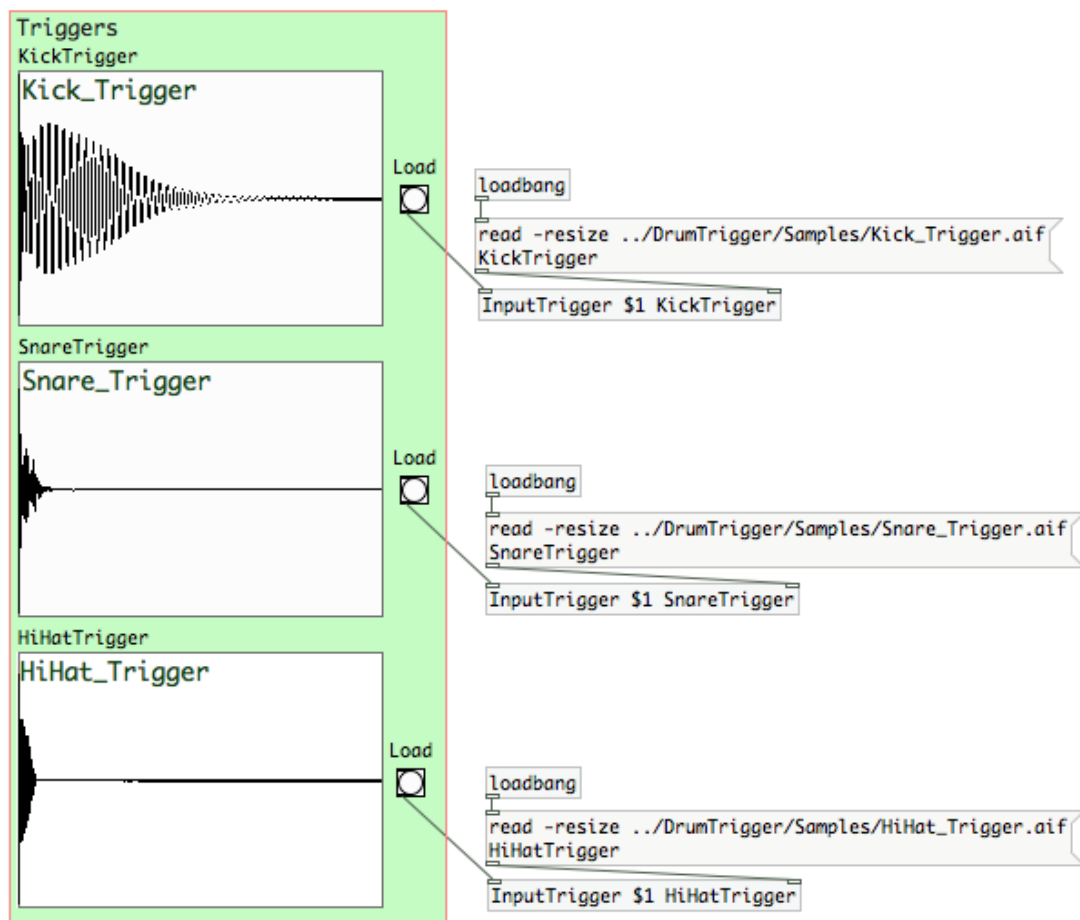 Triggers
KickTrigger
Kick_Trigger
Load
loadbang
read -resize ../DrumTrigger/Samples/Kick_Trigger.aif
KickTrigger
InputTrigger $1 KickTrigger
SnareTrigger
Snare_Trigger
Load
loadbang
read -resize ../DrumTrigger/Samples/Snare_Trigger.aif
SnareTrigger
InputTrigger $1 SnareTrigger
HiHatTrigger
HiHat_Trigger
Load
loadbang
read -resize ../DrumTrigger/Samples/HiHat_Trigger.aif
HiHatTrigger
InputTrigger $1 HiHatTrigger